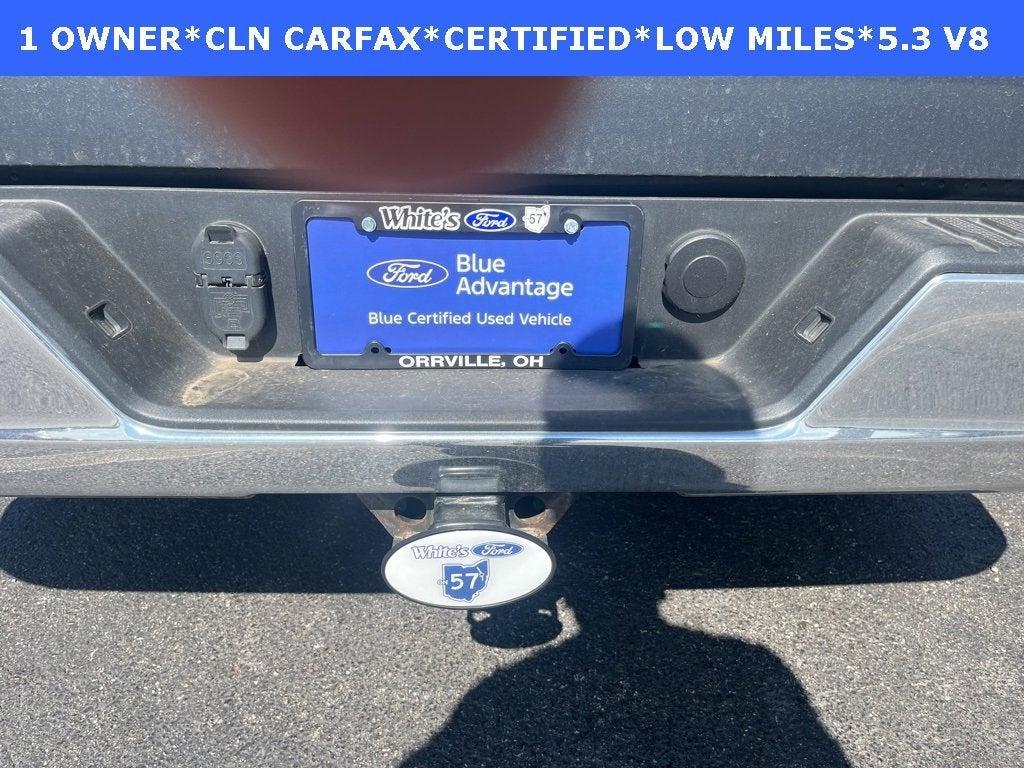 1 OWNER*CLN CARFAX*CERTIFIED*LOW MILES*5.3 V8
White's Ford 57
Ford Blue
Advantage
Blue Certified Used Vehicle
ORRVILLE, OH
White's Ford
ON 57